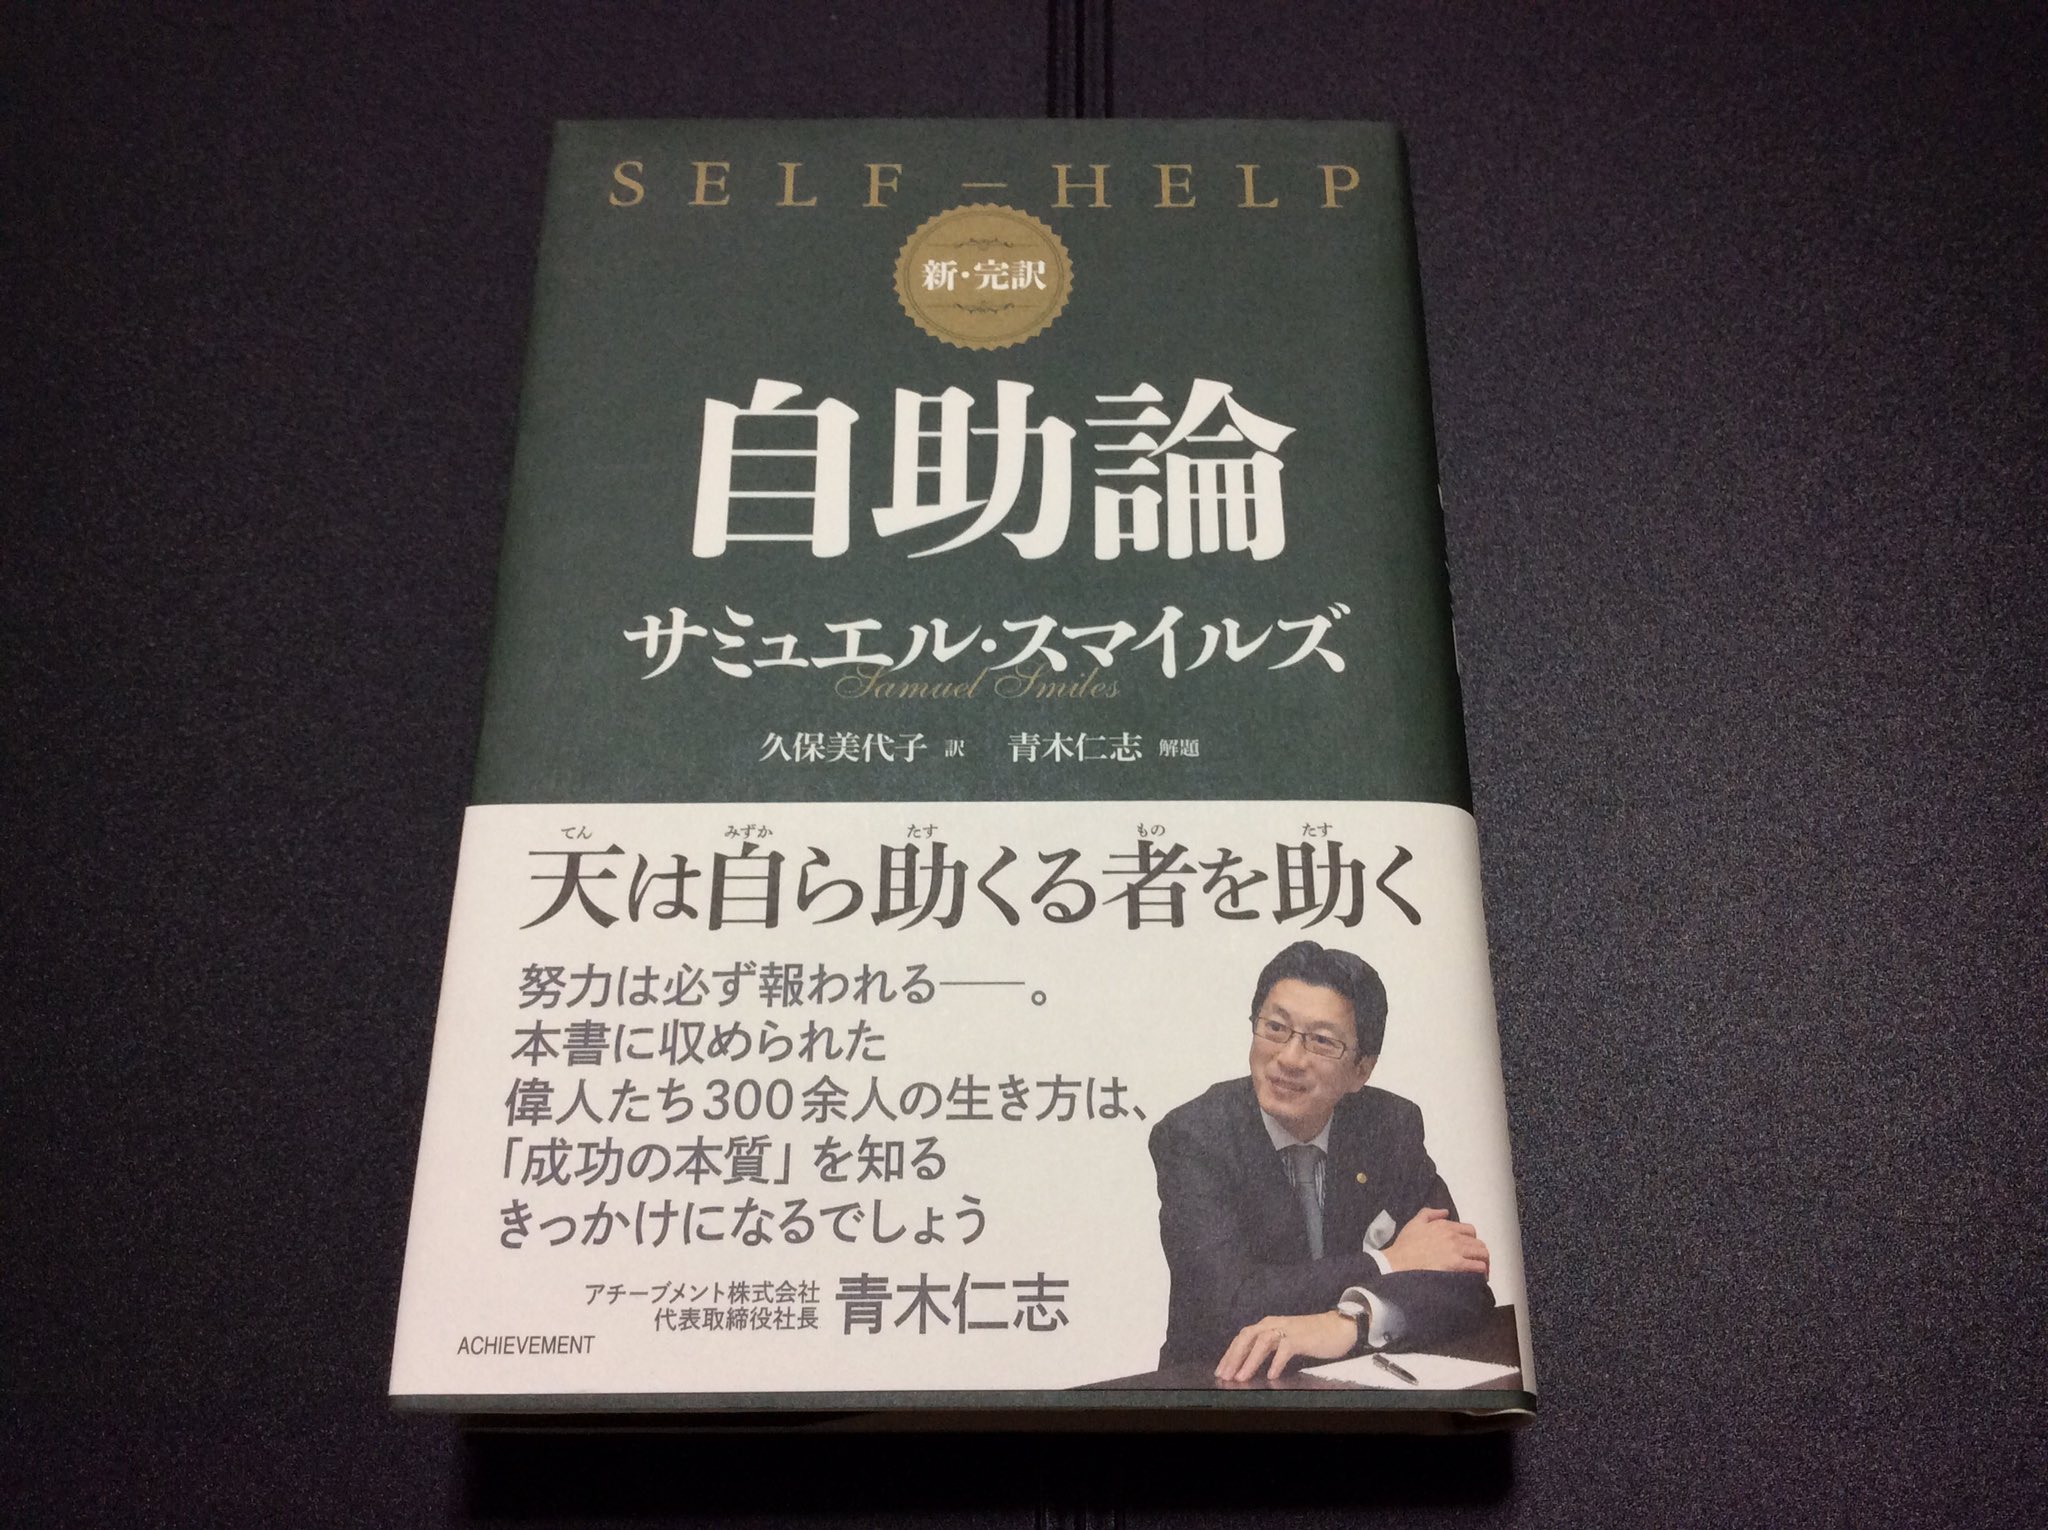 SELF-HELP
新・完訳
自助論
サミュエル・スマイルズ
Samuel Smiles
久保美代子 訳 青木仁志 解題
てん みずか たす もの たす
天は自ら助くる者を助く
努力は必ず報われる──。
本書に収められた
偉人たち300余人の生き方は、
「成功の本質」を知る
きっかけになるでしょう
アチーブメント株式会社
代表取締役社長 青木仁志
ACHIEVEMENT